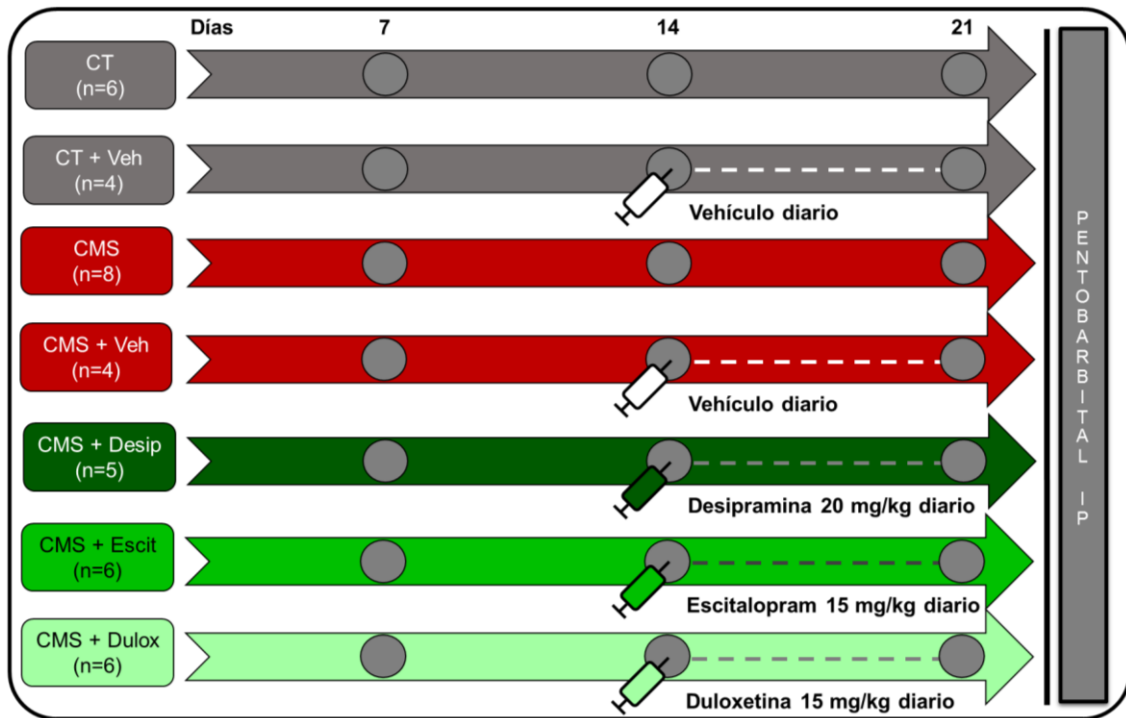 Días 7 14 21
CT
(n=6)
CT + Veh
(n=4)
Vehículo diario
CMS
(n=8)
CMS + Veh
(n=4)
Vehículo diario
CMS + Desip
(n=5)
Desipramina 20 mg/kg diario
CMS + Escit
(n=6)
Escitalopram 15 mg/kg diario
CMS + Dulox
(n=6)
Duloxetina 15 mg/kg diario
PENTOBARBITAL IP